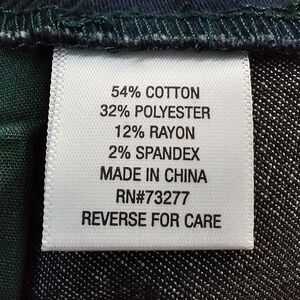 54% COTTON
32% POLYESTER
12% RAYON
2% SPANDEX
MADE IN CHINA
RN#73277
REVERSE FOR CARE